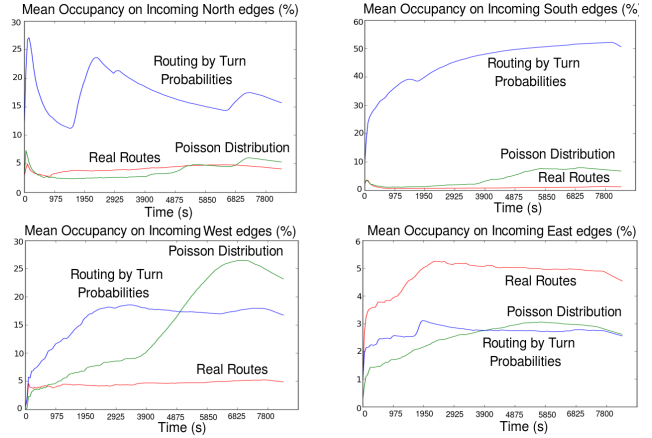 Mean Occupancy on Incoming North edges (%)
30
25
20
15
10
5
0
Routing by Turn
Probabilities
Poisson Distribution
Real Routes
0 975 1950 2925 3900 4875 5850 6825 7800
Time (s)
Mean Occupancy on Incoming South edges (%)
60
50
40
30
20
10
0
Routing by Turn
Probabilities
Poisson Distribution
Real Routes
0 975 1950 2925 3900 4875 5850 6825 7800
Time (s)
Mean Occupancy on Incoming West edges (%)
30
25
20
15
10
5
0
Poisson Distribution
Routing by Turn
Probabilities
Real Routes
0 975 1950 2925 3900 4875 5850 6825 7800
Time (s)
Mean Occupancy on Incoming East edges (%)
6
5
4
3
2
1
0
Real Routes
Poisson Distribution
Routing by Turn
Probabilities
0 975 1950 2925 3900 4875 5850 6825 7800
Time (s)